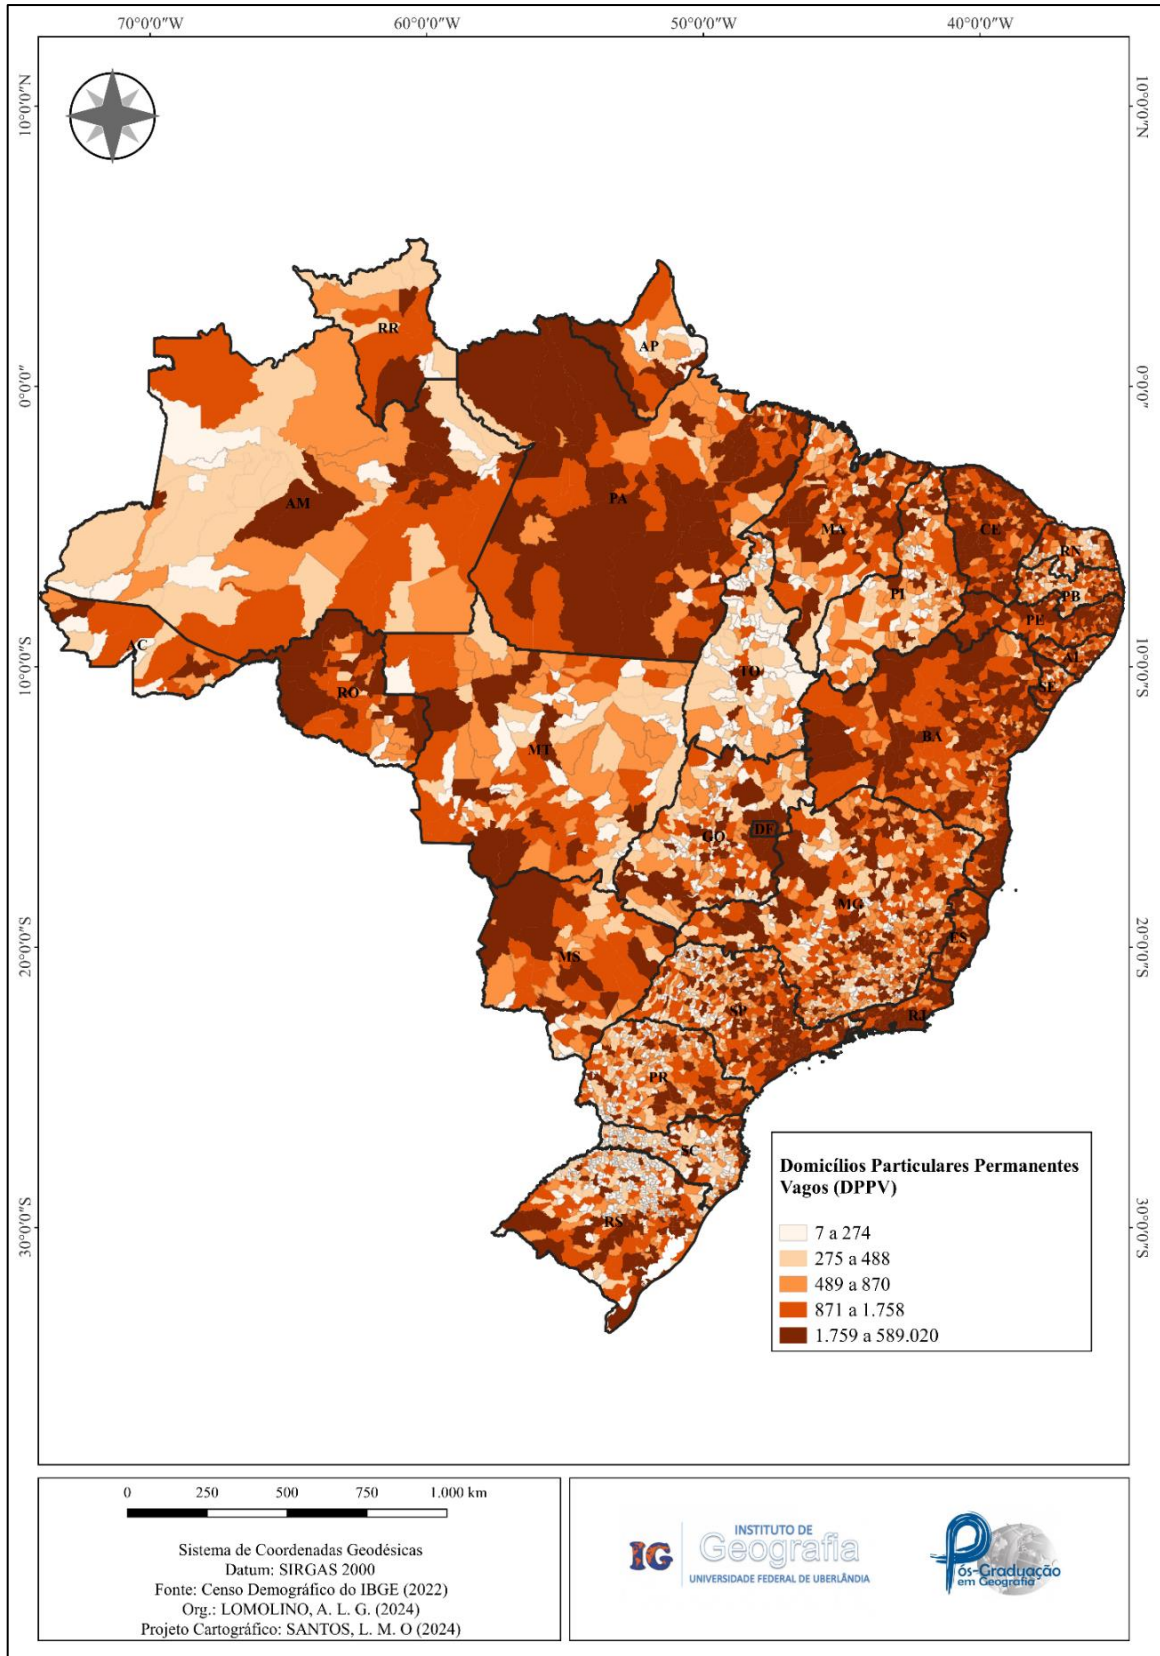 70°0'0"W
60°0'0"W
50°0'0"W
40°0'0"W
10°0'0"N
10°0'0"N
0°0'0"
0°0'0"
10°0'0"S
10°0'0"S
20°0'0"S
20°0'0"S
30°0'0"S
30°0'0"S
RR
AP
AM
PA
MA
CE
RN
PB
PI
PE
AL
SE
AC
RO
TO
BA
MT
GO
DF
MG
ES
MS
SP
RJ
PR
SC
RS
Domicílios Particulares Permanentes
Vagos (DPPV)
7 a 274
275 a 488
489 a 870
871 a 1.758
1.759 a 589.020
0 250 500 750 1.000 km
Sistema de Coordenadas Geodésicas
Datum: SIRGAS 2000
Fonte: Censo Demográfico do IBGE (2022)
Org.: LOMOLINO, A. L. G. (2024)
Projeto Cartográfico: SANTOS, L. M. O (2024)
IG
INSTITUTO DE
Geografia
UNIVERSIDADE FEDERAL DE UBERLÂNDIA
Pós-Graduação
em Geografia